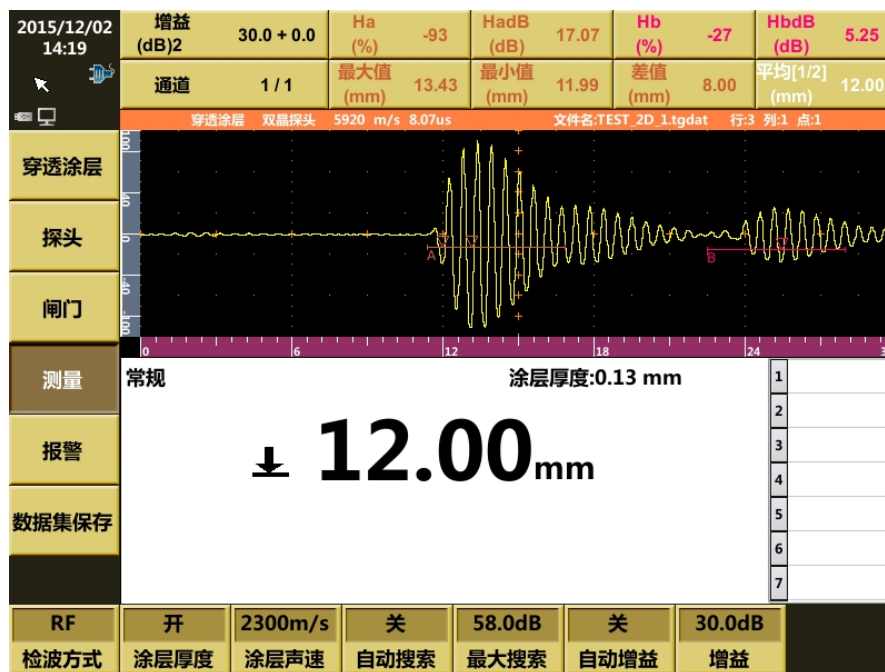 2015/12/02
14:19
增益
(dB)2
30.0 + 0.0
Ha
(%)
-93
HadB
(dB)
17.07
Hb
(%)
-27
HbdB
(dB)
5.25
通道
1 / 1
最大值
(mm)
13.43
最小值
(mm)
11.99
差值
(mm)
8.00
平均[1/2]
(mm)
12.00
穿透涂层 双晶探头 5920 m/s 8.07us 文件名:TEST_2D_1.tgdat 行:3 列:1 点:1
穿透涂层
探头
闸门
测量
报警
数据集保存
100
40
0
-40
-100
A
B
0 6 12 18 24 3
常规
涂层厚度:0.13 mm
12.00mm
1
2
3
4
5
6
7
RF 开 2300m/s 关 58.0dB 关 30.0dB
检波方式 涂层厚度 涂层声速 自动搜索 最大搜索 自动增益 增益